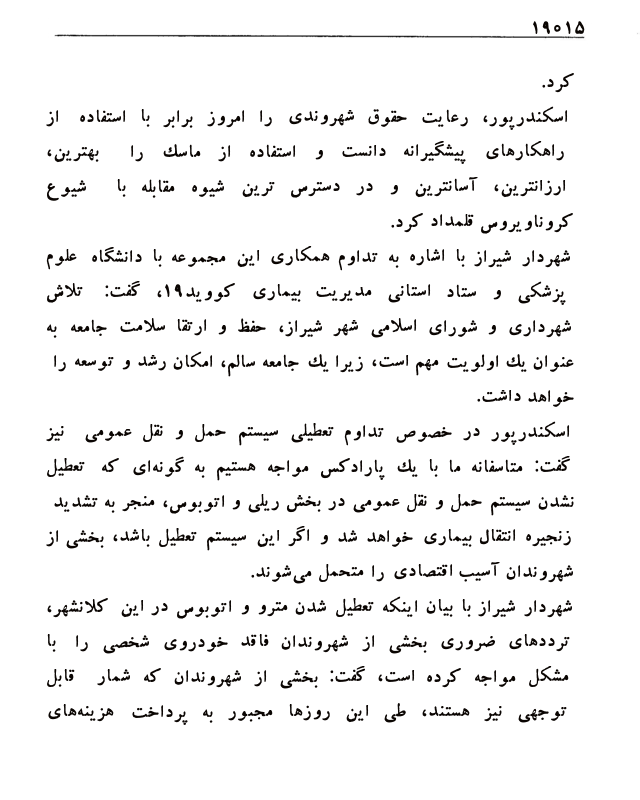 ۱۹۰۱۵
کرد.
اسکندرپور، رعایت حقوق شهروندی را امروز برابر با استفاده از
راهکارهای پیشگیرانه دانست و استفاده از ماسك را بهترین،
ارزانترین، آسانترین و در دسترس ترین شیوه مقابله با شیوع
کروناویروس قلمداد کرد.
شهردار شیراز با اشاره به تداوم همکاری این مجموعه با دانشگاه علوم
پزشکی و ستاد استانی مدیریت بیماری کووید۱۹، گفت: تلاش
شهرداری و شورای اسلامی شهر شیراز، حفظ و ارتقا سلامت جامعه به
عنوان یك اولویت مهم است، زیرا یك جامعه سالم، امکان رشد و توسعه را
خواهد داشت.
اسکندرپور در خصوص تداوم تعطیلی سیستم حمل و نقل عمومی نیز
گفت: متاسفانه ما با یك پارادکس مواجه هستیم به گونه‌ای که تعطیل
نشدن سیستم حمل و نقل عمومی در بخش ریلی و اتوبوس، منجر به تشدید
زنجیره انتقال بیماری خواهد شد و اگر این سیستم تعطیل باشد، بخشی از
شهروندان آسیب اقتصادی را متحمل می‌شوند.
شهردار شیراز با بیان اینکه تعطیل شدن مترو و اتوبوس در این کلانشهر،
ترددهای ضروری بخشی از شهروندان فاقد خودروی شخصی را با
مشکل مواجه کرده است، گفت: بخشی از شهروندان که شمار قابل
توجهی نیز هستند، طی این روزها مجبور به پرداخت هزینه‌های